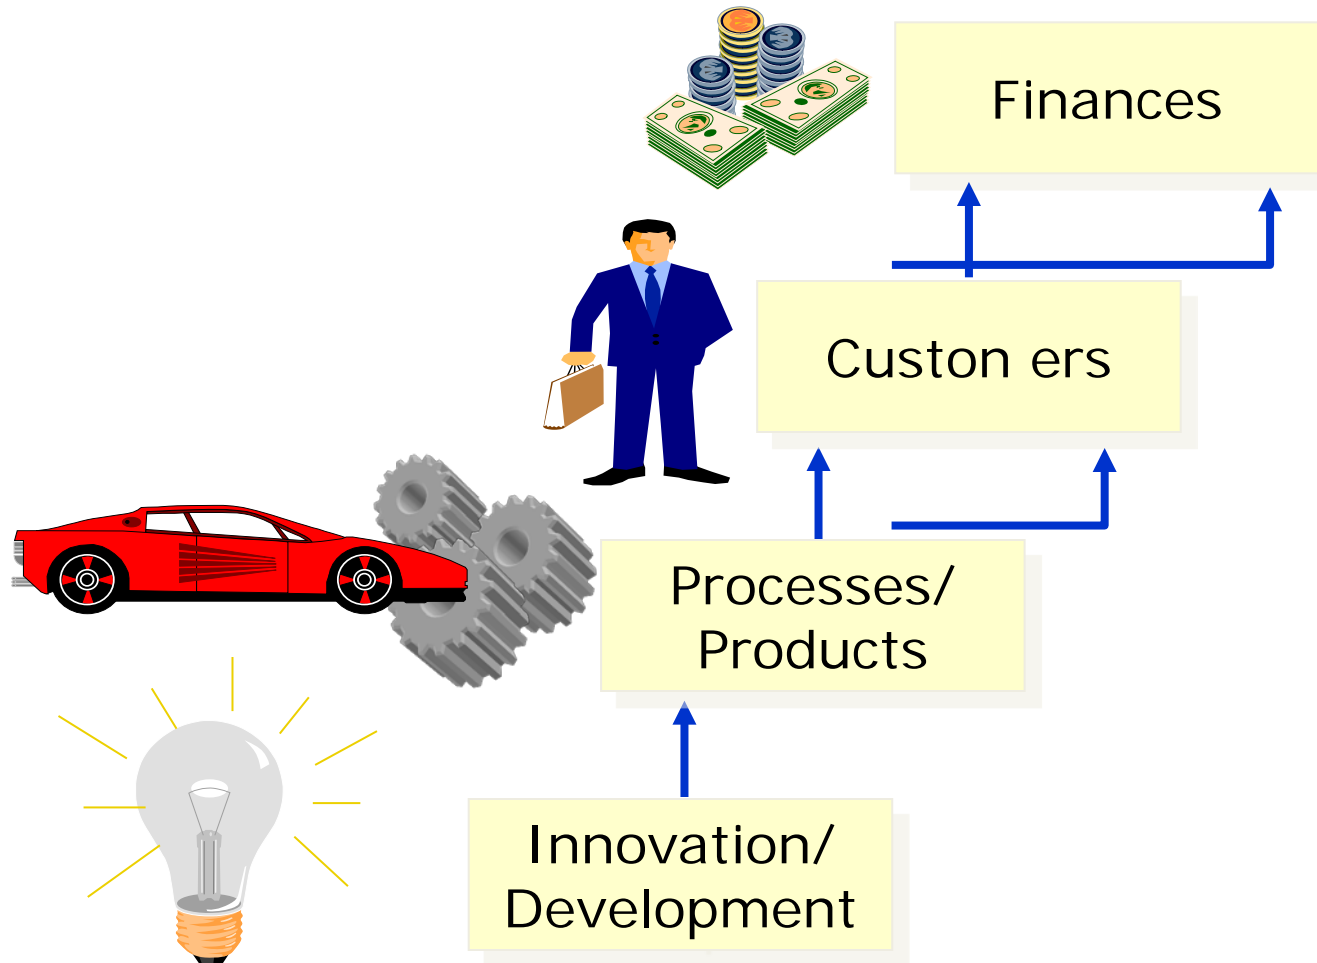 Finances
Custon ers
Processes/
Products
Innovation/
Development